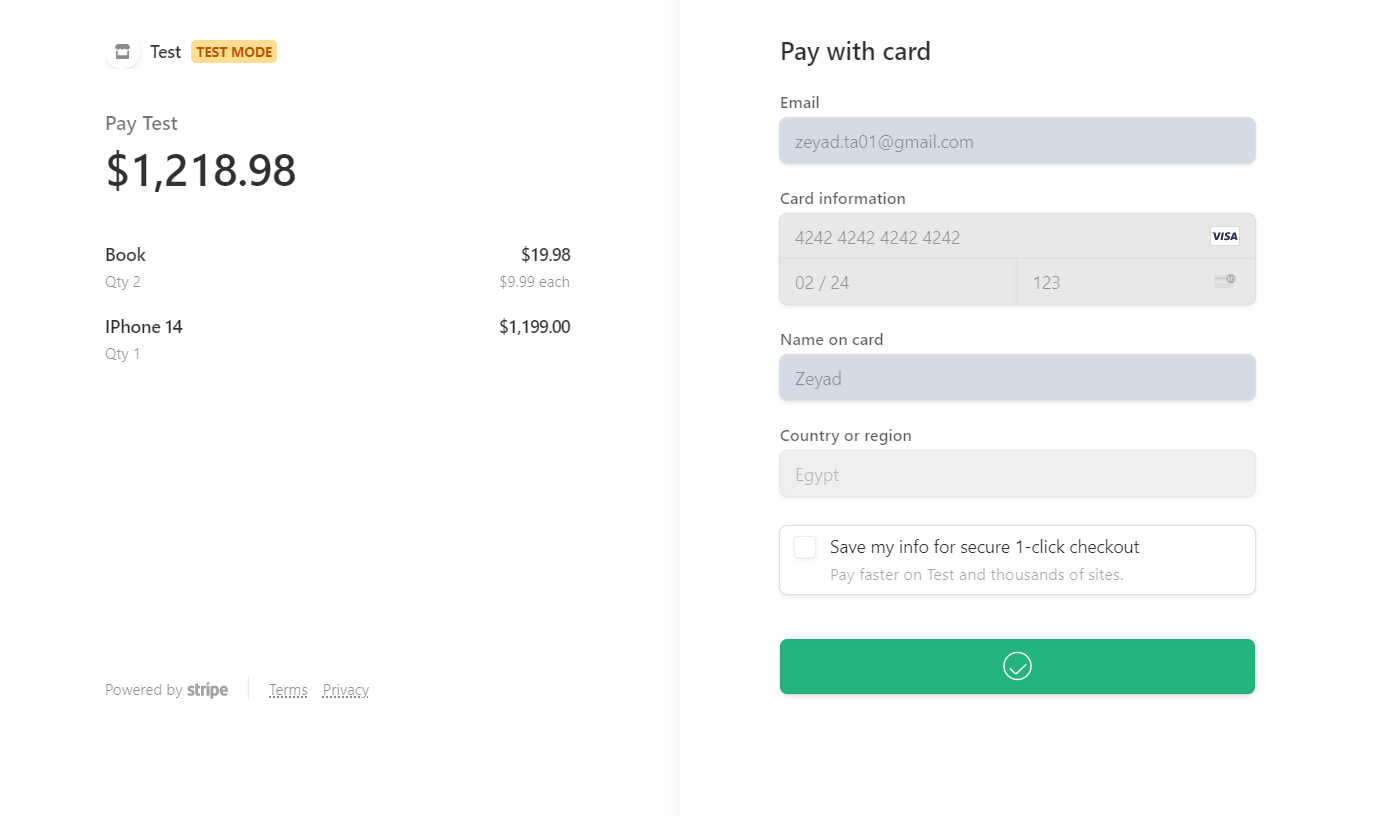 Test TEST MODE
Pay Test
$1,218.98
Book $19.98
Qty 2 $9.99 each
IPhone 14 $1,199.00
Qty 1
Powered by stripe Terms Privacy
Pay with card
Email
zeyad.ta01@gmail.com
Card information
4242 4242 4242 4242 VISA
02 / 24 123
Name on card
Zeyad
Country or region
Egypt
Save my info for secure 1-click checkout
Pay faster on Test and thousands of sites.